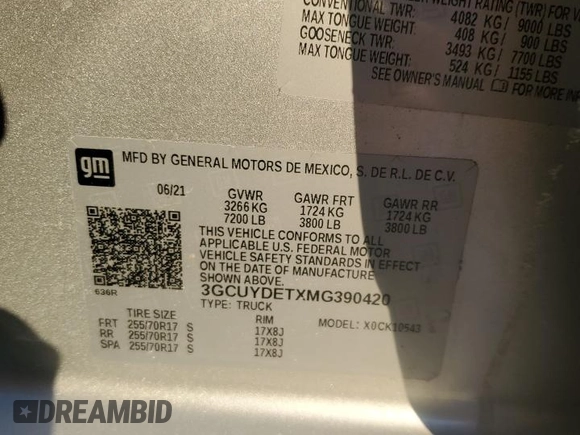 WEIGHT RATING (TWR) FOR
CONVENTIONAL TWR: 4082 KG / 9000 LBS
MAX TONGUE WEIGHT: 408 KG / 900 LBS
GOOSENECK TWR: 3493 KG / 7700 LBS
MAX TONGUE WEIGHT: 524 KG / 1155 LBS
SEE OWNER'S MANUAL FOR MORE INF
gm
MFD BY GENERAL MOTORS DE MEXICO, S. DE R.L. DE C.V.
06/21 GVWR GAWR FRT GAWR RR
3266 KG 1724 KG 1724 KG
7200 LB 3800 LB 3800 LB
THIS VEHICLE CONFORMS TO ALL
APPLICABLE U.S. FEDERAL MOTOR
VEHICLE SAFETY STANDARDS IN EFFECT
ON THE DATE OF MANUFACTURE SHOWN ABOVE.
636R
3GCUYDETXMG390420
TYPE: TRUCK
TIRE SIZE RIM MODEL: X0CK10543
FRT 255/70R17 S 17X8J
RR 255/70R17 S 17X8J
SPA 255/70R17 S 17X8J
DREAMBID